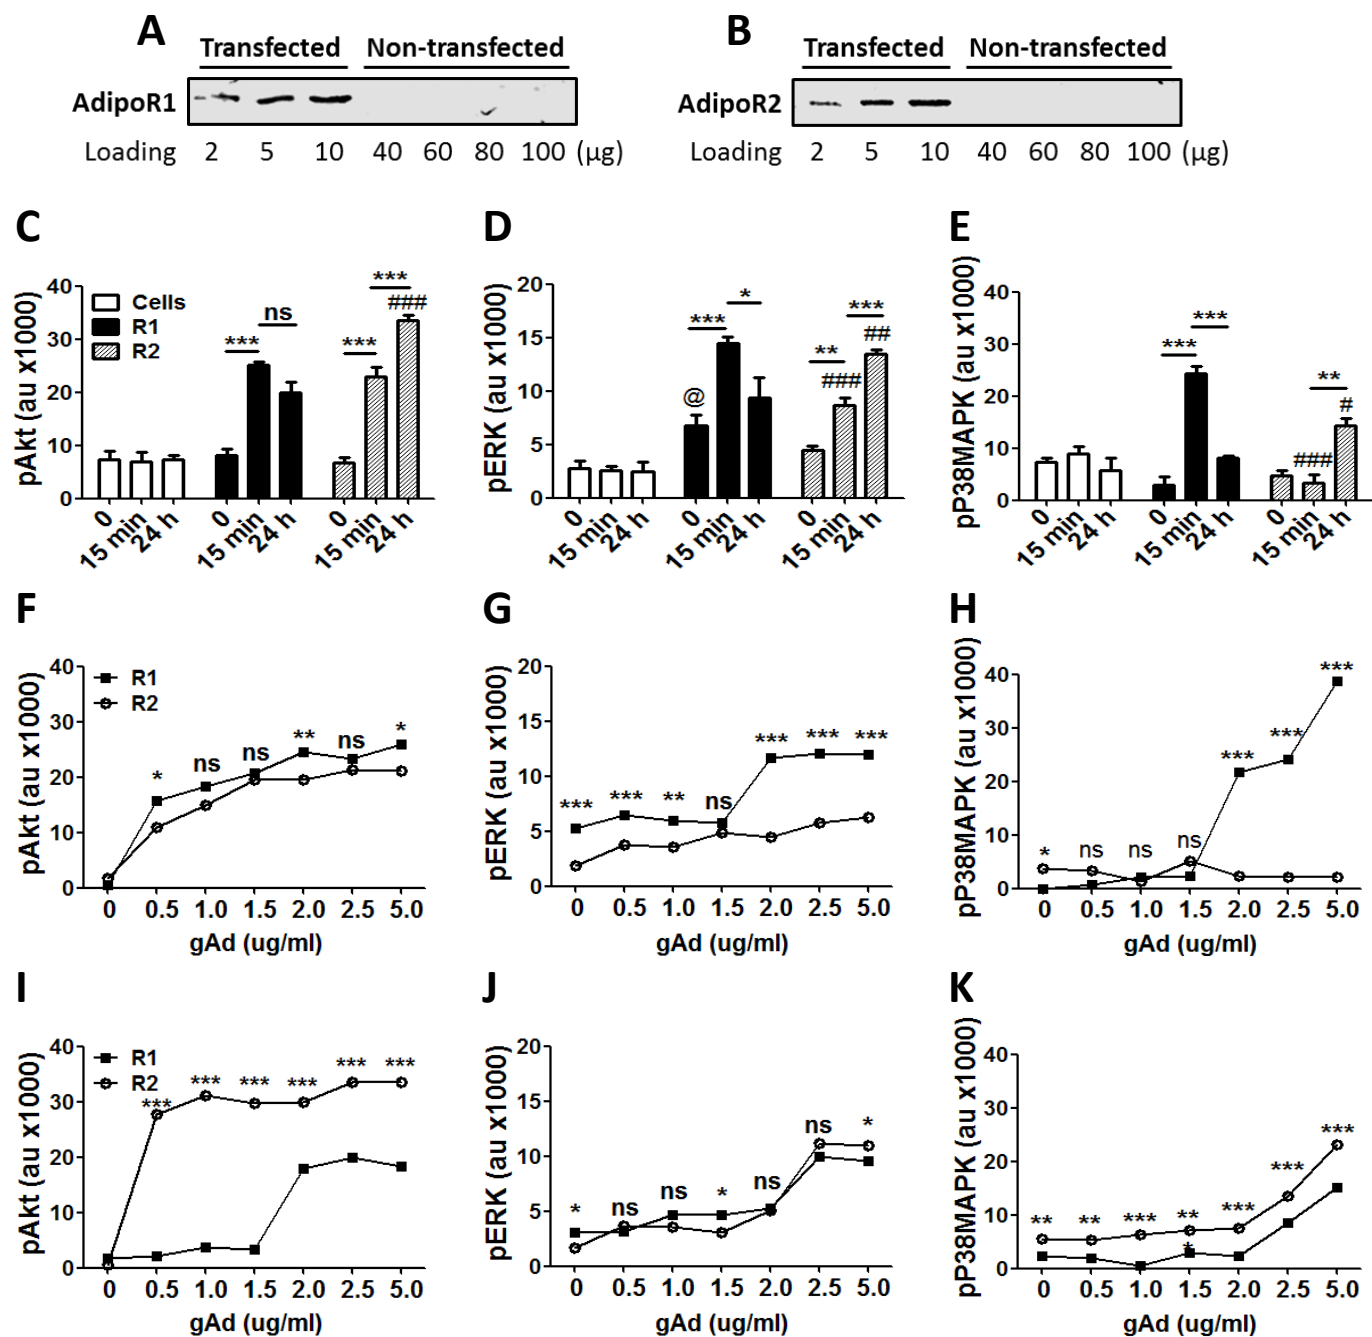 A
Transfected Non-transfected
AdipoR1
Loading 2 5 10 40 60 80 100 (µg)
B
Transfected Non-transfected
AdipoR2
Loading 2 5 10 40 60 80 100 (µg)
C
pAkt (au x1000)
40
30
20
10
0
Cells
R1
R2
***
ns
***
***
###
0 15 min 24 h 0 15 min 24 h 0 15 min 24 h
D
pERK (au x1000)
20
15
10
5
0
@
***
*
**
###
***
##
0 15 min 24 h 0 15 min 24 h 0 15 min 24 h
E
pP38MAPK (au x1000)
40
30
20
10
0
***
***
###
**
#
0 15 min 24 h 0 15 min 24 h 0 15 min 24 h
F
pAkt (au x1000)
40
30
20
10
0
R1
R2
* ns ns ** ns *
0 0.5 1.0 1.5 2.0 2.5 5.0
gAd (ug/ml)
G
pERK (au x1000)
20
15
10
5
0
*** *** ** ns *** *** ***
0 0.5 1.0 1.5 2.0 2.5 5.0
gAd (ug/ml)
H
pP38MAPK (au x1000)
40
30
20
10
0
* ns ns ns *** *** ***
0 0.5 1.0 1.5 2.0 2.5 5.0
gAd (ug/ml)
I
pAkt (au x1000)
40
30
20
10
0
R1
R2
*** *** *** *** *** ***
0 0.5 1.0 1.5 2.0 2.5 5.0
gAd (ug/ml)
J
pERK (au x1000)
20
15
10
5
0
* ns ns * ns ns *
0 0.5 1.0 1.5 2.0 2.5 5.0
gAd (ug/ml)
K
pP38MAPK (au x1000)
40
30
20
10
0
** ** *** ** *** *** ***
*
0 0.5 1.0 1.5 2.0 2.5 5.0
gAd (ug/ml)